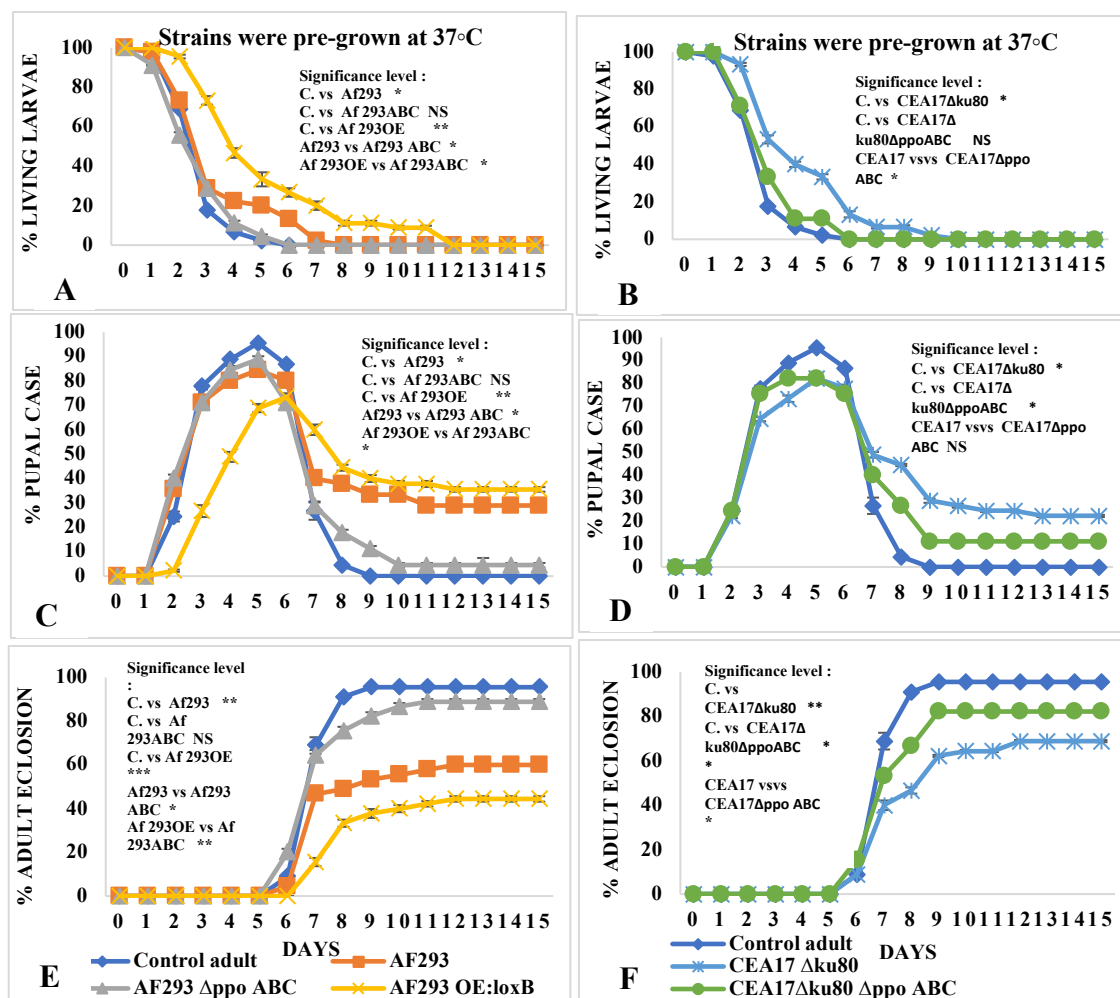 Strains were pre-grown at 37◦C
Significance level :
C. vs Af293 *
C. vs Af 293ABC NS
C. vs Af 293OE **
Af293 vs Af293 ABC *
Af 293OE vs Af 293ABC *
% LIVING LARVAE
100
80
60
40
20
0
0 1 2 3 4 5 6 7 8 9 10 11 12 13 14 15
A
Strains were pre-grown at 37◦C
Significance level :
C. vs CEA17Δku80 *
C. vs CEA17Δ
ku80ΔppoABC NS
CEA17 vsvs CEA17Δppo
ABC *
% LIVING LARVAE
100
80
60
40
20
0
0 1 2 3 4 5 6 7 8 9 10 11 12 13 14 15
B
Significance level :
C. vs Af293 *
C. vs Af 293ABC NS
C. vs Af 293OE **
Af293 vs Af293 ABC *
Af 293OE vs Af 293ABC
*
% PUPAL CASE
100
90
80
70
60
50
40
30
20
10
0
0 1 2 3 4 5 6 7 8 9 10 11 12 13 14 15
C
Significance level :
C. vs CEA17Δku80 *
C. vs CEA17Δ
ku80ΔppoABC *
CEA17 vsvs CEA17Δppo
ABC NS
% PUPAL CASE
100
90
80
70
60
50
40
30
20
10
0
0 1 2 3 4 5 6 7 8 9 10 11 12 13 14 15
D
Significance level
:
C. vs Af293 **
C. vs Af
293ABC NS
C. vs Af 293OE
***
Af293 vs Af293
ABC *
Af 293OE vs Af
293ABC **
% ADULT ECLOSION
100
80
60
40
20
0
0 1 2 3 4 5 6 7 8 9 10 11 12 13 14 15
DAYS
E
Control adult
AF293
AF293 Δppo ABC
AF293 OE:loxB
Significance level :
C. vs
CEA17Δku80 **
C. vs CEA17Δ
ku80ΔppoABC *
*
CEA17 vsvs
CEA17Δppo ABC
*
% ADULT ECLOSION
100
80
60
40
20
0
0 1 2 3 4 5 6 7 8 9 10 11 12 13 14 15
DAYS
F
Control adult
CEA17 Δku80
CEA17Δku80 Δppo ABC